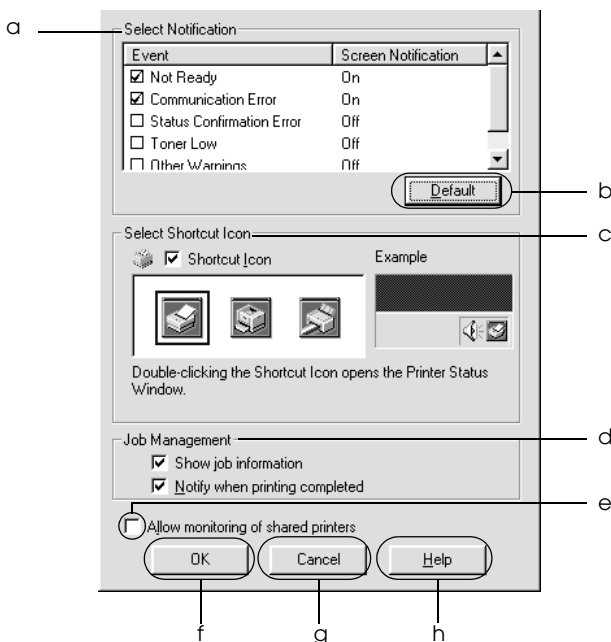 a
Select Notification
Event Screen Notification
Not Ready On
Communication Error On
Status Confirmation Error Off
Toner Low Off
Other Warnings Off
Default
b
Select Shortcut Icon
c
Shortcut Icon
Example
Double-clicking the Shortcut Icon opens the Printer Status
Window.
Job Management
d
Show job information
Notify when printing completed
e
Allow monitoring of shared printers
OK Cancel Help
f g h